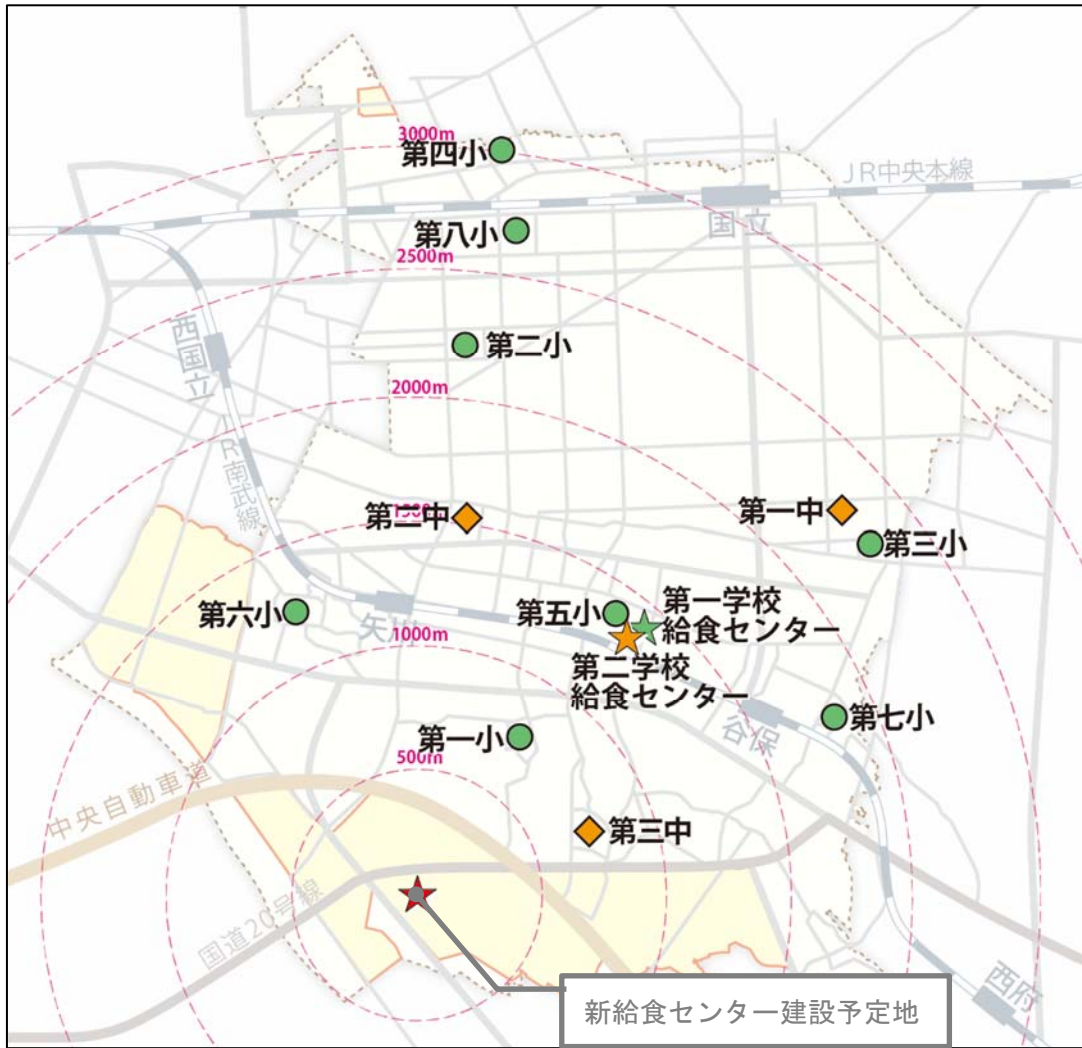 3000m
第四小
JR中央本線
国立
第八小
2500m
第二小
西国立
2000m
JR南武線
第二中
1500m
第一中
第三小
第六小
矢川
第五小
第一学校
給食センター
1000m
第二学校
給食センター
谷保
第七小
第一小
500m
中央自動車道
第三中
国道20号線
西府
新給食センター建設予定地